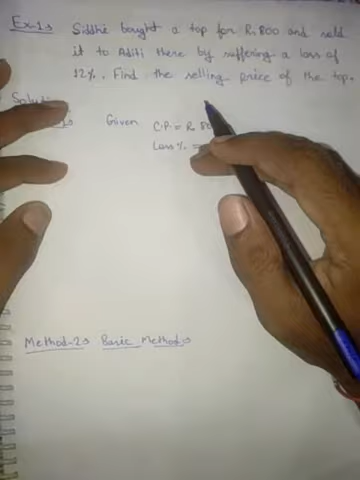 Ex-1:
Siddhi bought a top for Rs. 800 and sold
it to Aditi there by suffering a loss of
12%. Find the selling price of the top.
Given C.P. = Rs.
Loss % =
Method-2: Basic Method: